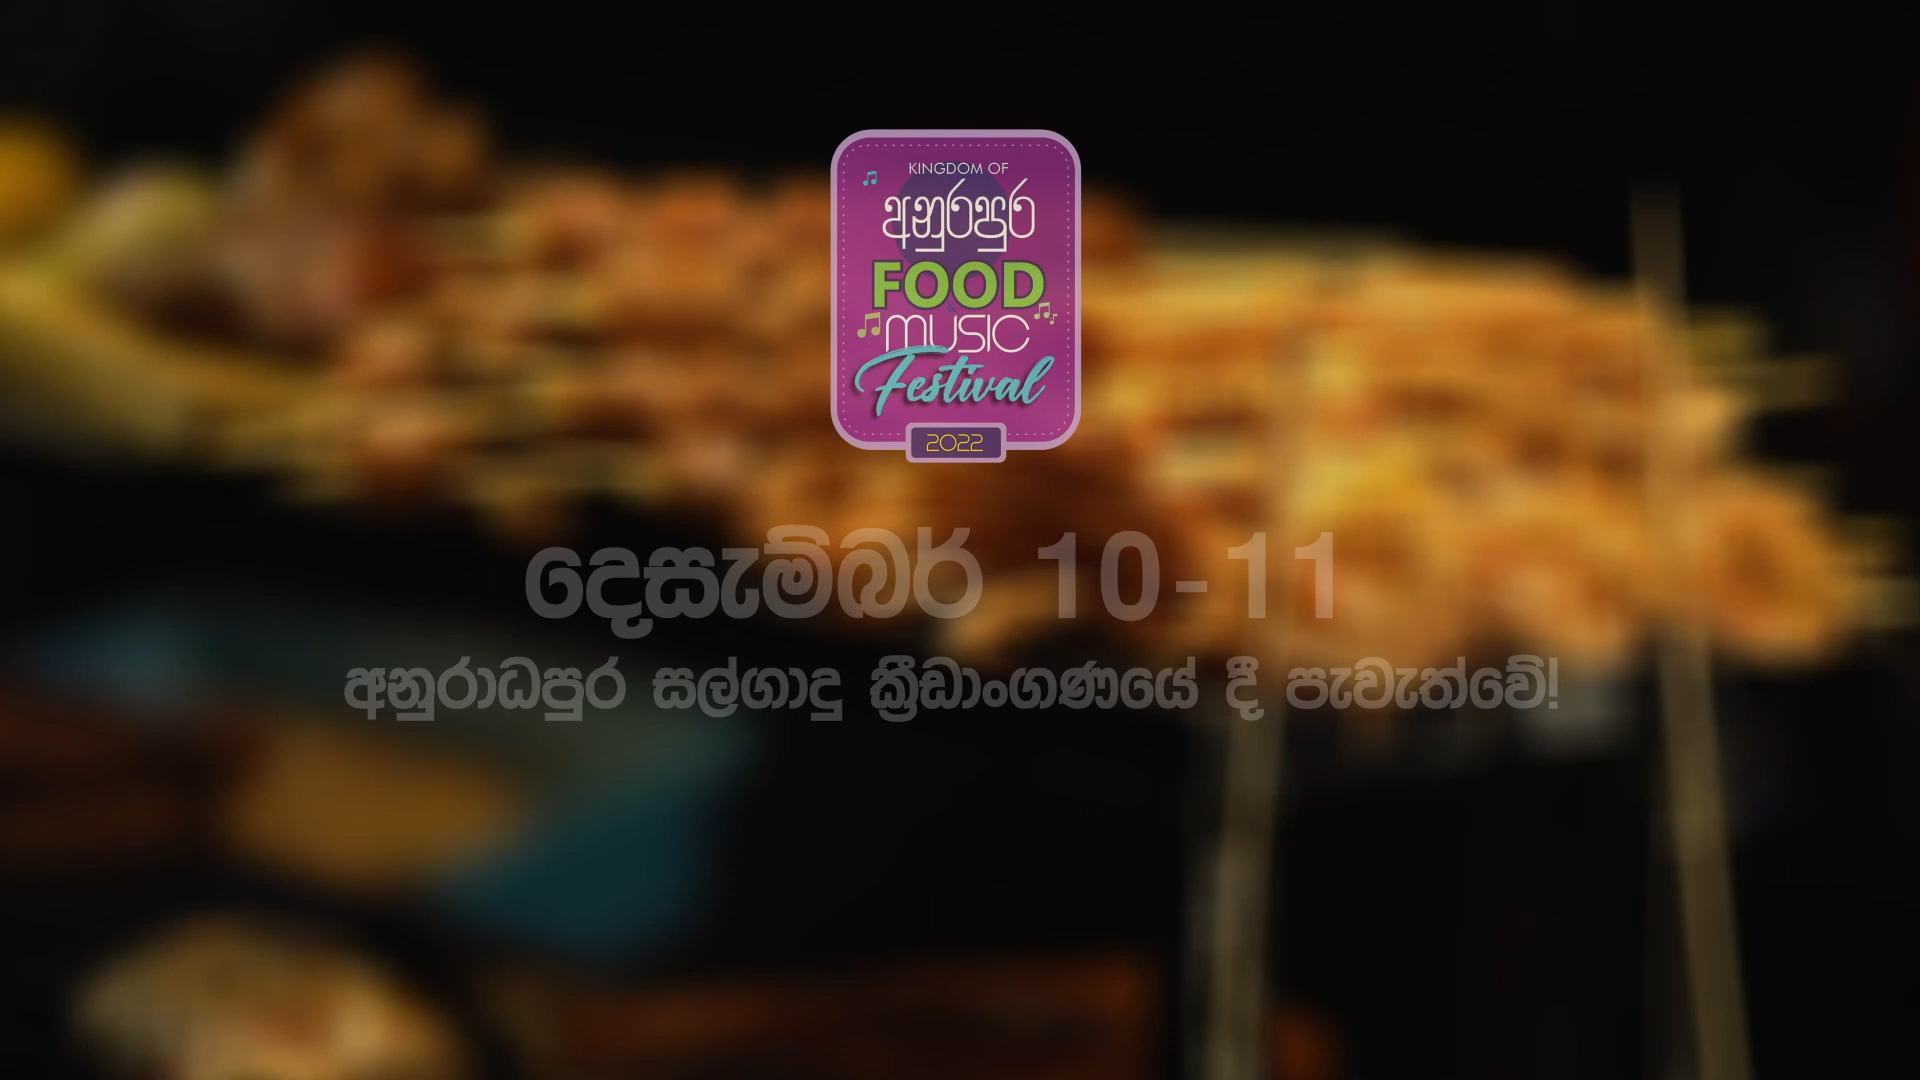 KINGDOM OF
අනුරපුර
FOOD
MUSIC
Festival
2022
දෙසැම්බර් 10-11
අනුරාධපුර සල්ගාදු ක්‍රීඩාංගණයේ දී පැවැත්වේ!